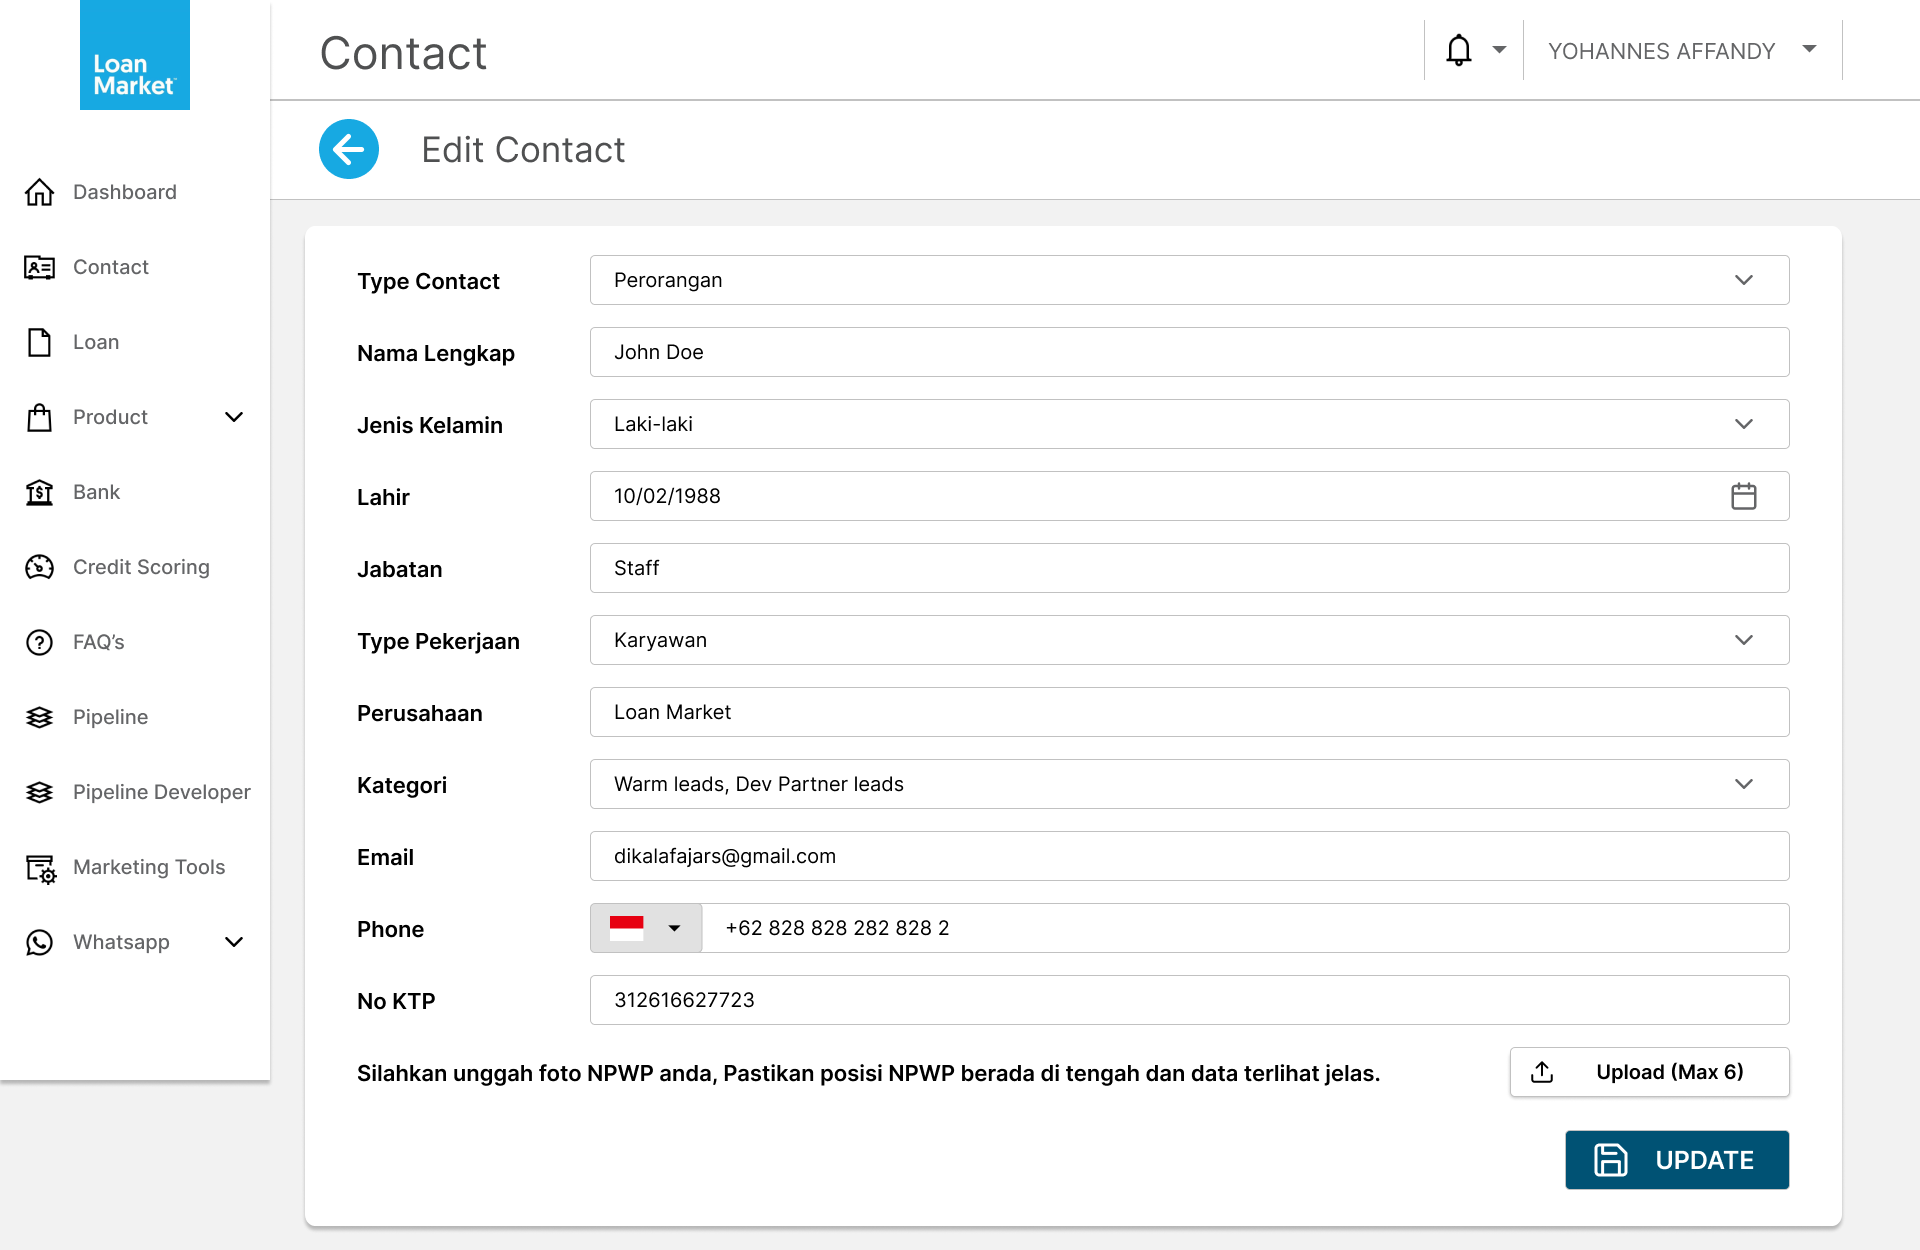 Loan
Market
Contact
YOHANNES AFFANDY
Edit Contact
Dashboard
Contact
Loan
Product
Bank
Credit Scoring
FAQ’s
Pipeline
Pipeline Developer
Marketing Tools
Whatsapp
Type Contact
Perorangan
Nama Lengkap
John Doe
Jenis Kelamin
Laki-laki
Lahir
10/02/1988
Jabatan
Staff
Type Pekerjaan
Karyawan
Perusahaan
Loan Market
Kategori
Warm leads, Dev Partner leads
Email
dikalafajars@gmail.com
Phone
+62 828 828 282 828 2
No KTP
312616627723
Silahkan unggah foto NPWP anda, Pastikan posisi NPWP berada di tengah dan data terlihat jelas.
Upload (Max 6)
UPDATE